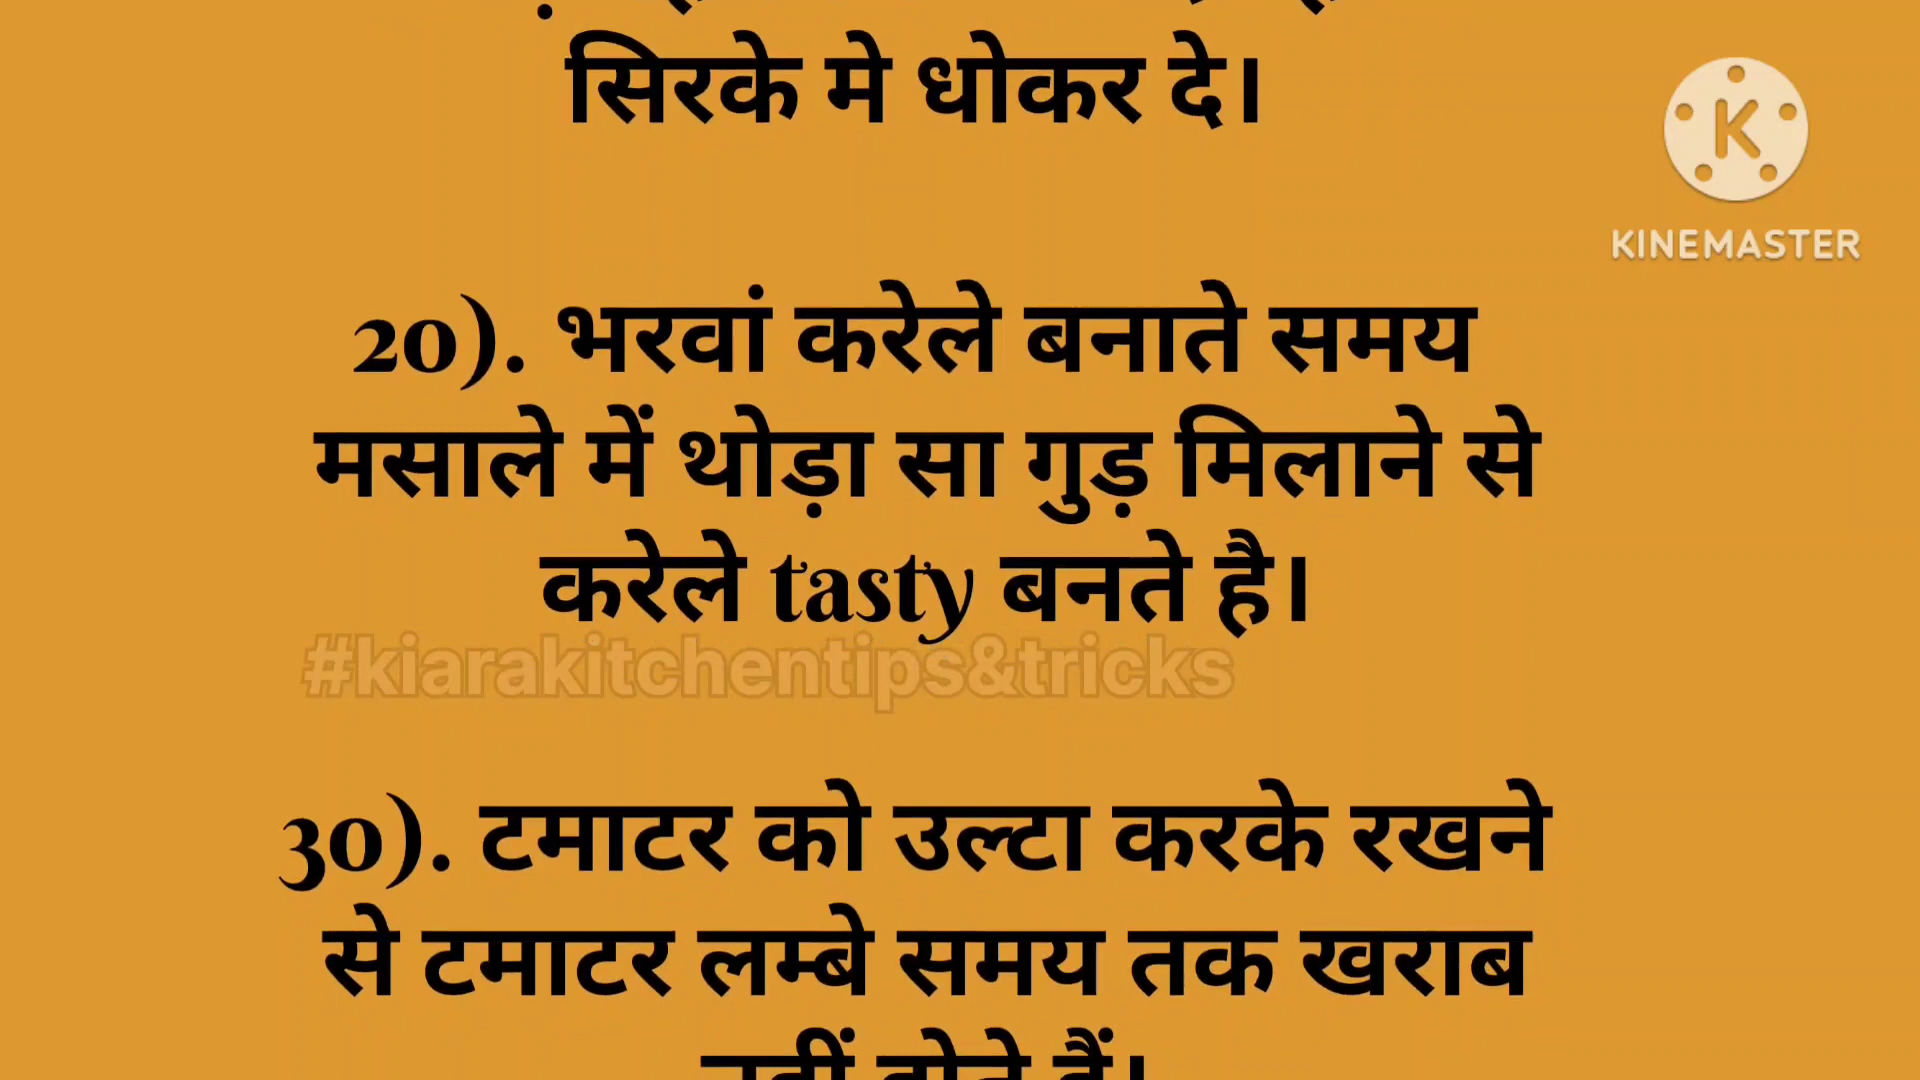 सिरके मे धोकर दे।
K
KINEMASTER
20). भरवां करेले बनाते समय
मसाले में थोड़ा सा गुड़ मिलाने से
करेले tasty बनते है।
#kiarakitchentips&tricks
30). टमाटर को उल्टा करके रखने
से टमाटर लम्बे समय तक खराब
नहीं होते हैं।